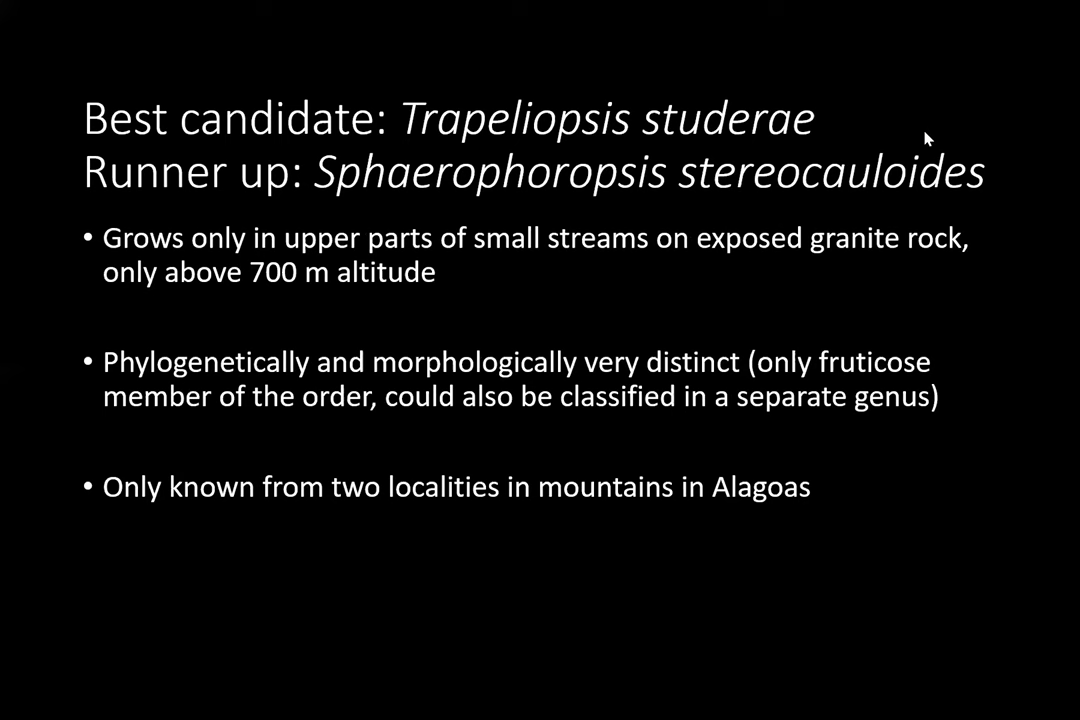 Best candidate: Trapeliopsis studerae
Runner up: Sphaerophoropsis stereocauloides
• Grows only in upper parts of small streams on exposed granite rock,
only above 700 m altitude
• Phylogenetically and morphologically very distinct (only fruticose
member of the order, could also be classified in a separate genus)
• Only known from two localities in mountains in Alagoas